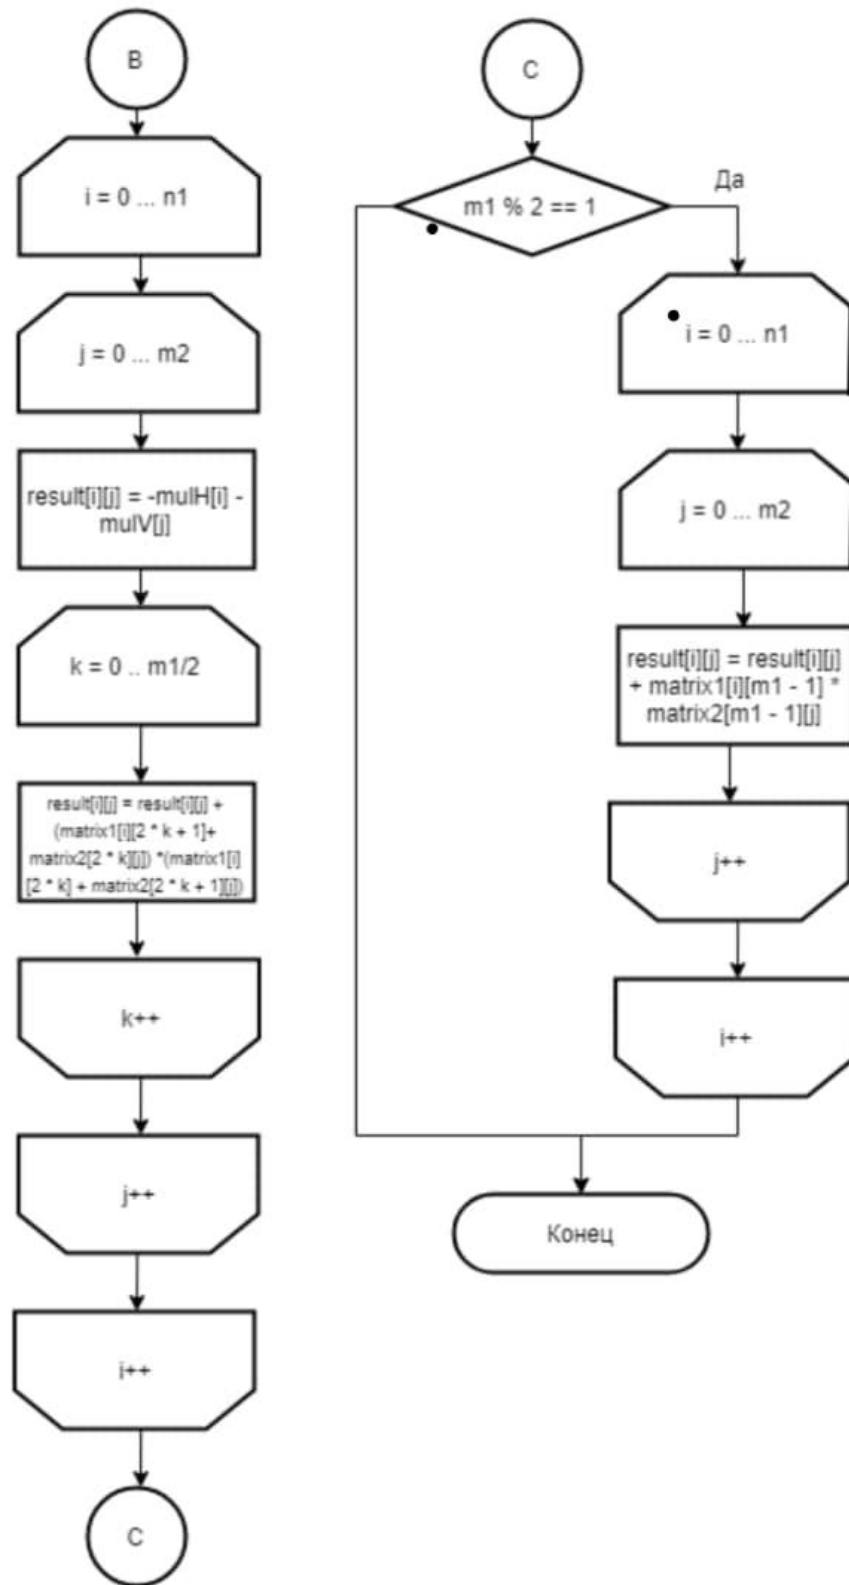 B
i = 0 ... n1
j = 0 ... m2
result[i][j] = -mulH[i] -
mulV[j]
k = 0 .. m1/2
result[i][j] = result[i][j] +
(matrix1[i][2 * k + 1]+
matrix2[2 * k][j]) *(matrix1[i]
[2 * k] + matrix2[2 * k + 1][j])
k++
j++
i++
C
C
m1 % 2 == 1
Да
i = 0 ... n1
j = 0 ... m2
result[i][j] = result[i][j]
+ matrix1[i][m1 - 1] *
matrix2[m1 - 1][j]
j++
i++
Конец